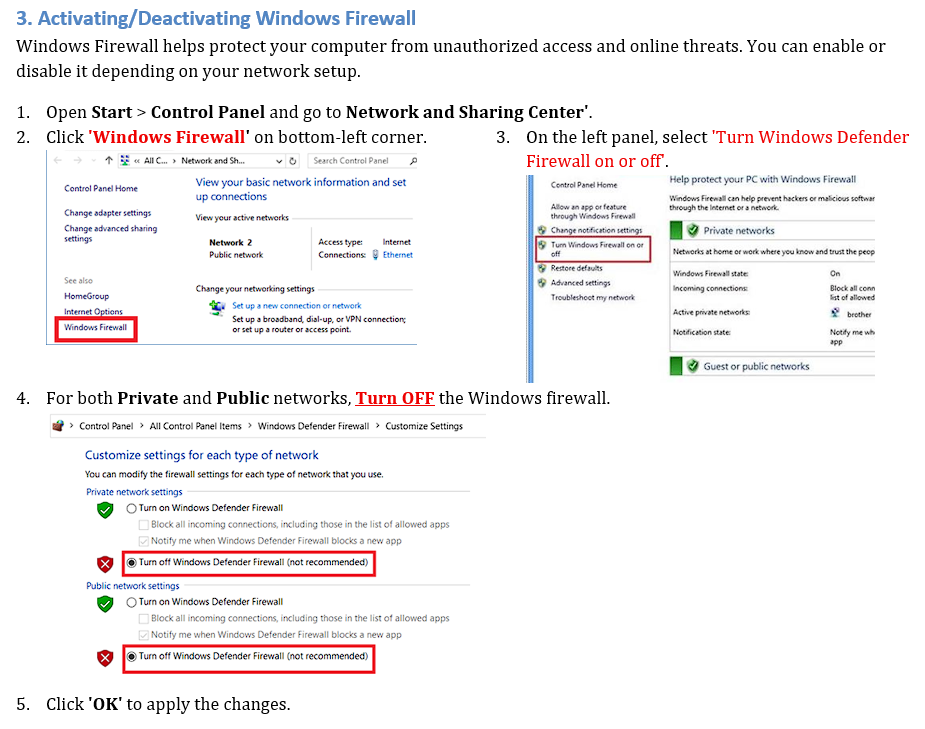 3. Activating/Deactivating Windows Firewall
Windows Firewall helps protect your computer from unauthorized access and online threats. You can enable or
disable it depending on your network setup.
1. Open Start > Control Panel and go to Network and Sharing Center'.
2. Click 'Windows Firewall' on bottom-left corner.
All C... > Network and Sh...
Search Control Panel
Control Panel Home
Change adapter settings
Change advanced sharing
settings
See also
HomeGroup
Internet Options
Windows Firewall
View your basic network information and set
up connections
View your active networks
Network 2
Public network
Access type: Internet
Connections: Ethernet
Change your networking settings
Set up a new connection or network
Set up a broadband, dial-up, or VPN connection;
or set up a router or access point.
3. On the left panel, select 'Turn Windows Defender
Firewall on or off'.
Control Panel Home
Allow an app or feature
through Windows Firewall
Change notification settings
Turn Windows Firewall on or
off
Restore defaults
Advanced settings
Troubleshoot my network
Help protect your PC with Windows Firewall
Windows Firewall can help prevent hackers or malicious softwar
through the Internet or a network.
Private networks
Networks at home or work where you know and trust the peop
Windows Firewall state: On
Incoming connections: Block all conn
list of allowed
Active private networks: brother
Notification state: Notify me wh
app
Guest or public networks
4. For both Private and Public networks, Turn OFF the Windows firewall.
> Control Panel > All Control Panel Items > Windows Defender Firewall > Customize Settings
Customize settings for each type of network
You can modify the firewall settings for each type of network that you use.
Private network settings
Turn on Windows Defender Firewall
Block all incoming connections, including those in the list of allowed apps
Notify me when Windows Defender Firewall blocks a new app
Turn off Windows Defender Firewall (not recommended)
Public network settings
Turn on Windows Defender Firewall
Block all incoming connections, including those in the list of allowed apps
Notify me when Windows Defender Firewall blocks a new app
Turn off Windows Defender Firewall (not recommended)
5. Click 'OK' to apply the changes.